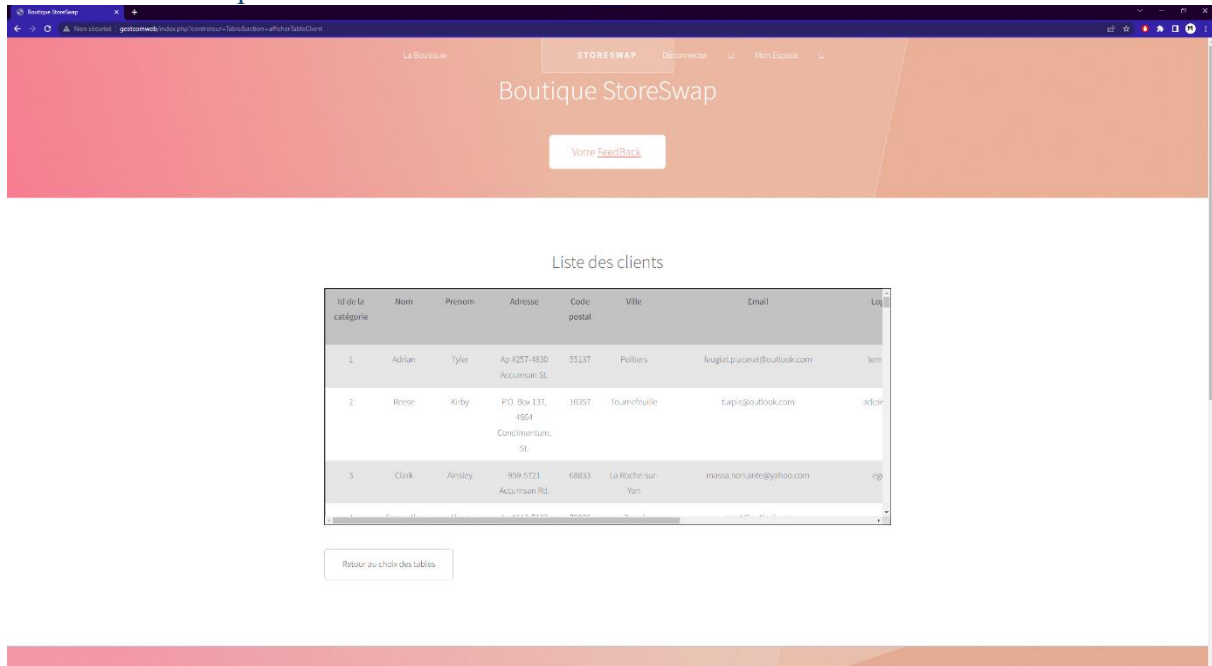 Boutique StoreSwap
Non sécurisé | gestcomweb/index.php?controleur=Table&action=afficherTableClient
La Boutique STORESWAP Déconnecter Mon Espace
Boutique StoreSwap
Votre FeedBack
Liste des clients
Id de la catégorie Nom Prenom Adresse Code postal Ville Email
1 Adrian Tyler Ap #257-4830 Accumsan St. 55137 Poitiers feugiat.placerat@outlook.com
2 Reese Kirby P.O. Box 137, 4864 Condimentum. St. 10357 Tournefeuille turpis@outlook.com
3 Clark Ainsley 959-5721 Accumsan Rd. 68833 La Roche-sur-Yon massa.non.ante@yahoo.com
Retour au choix des tables